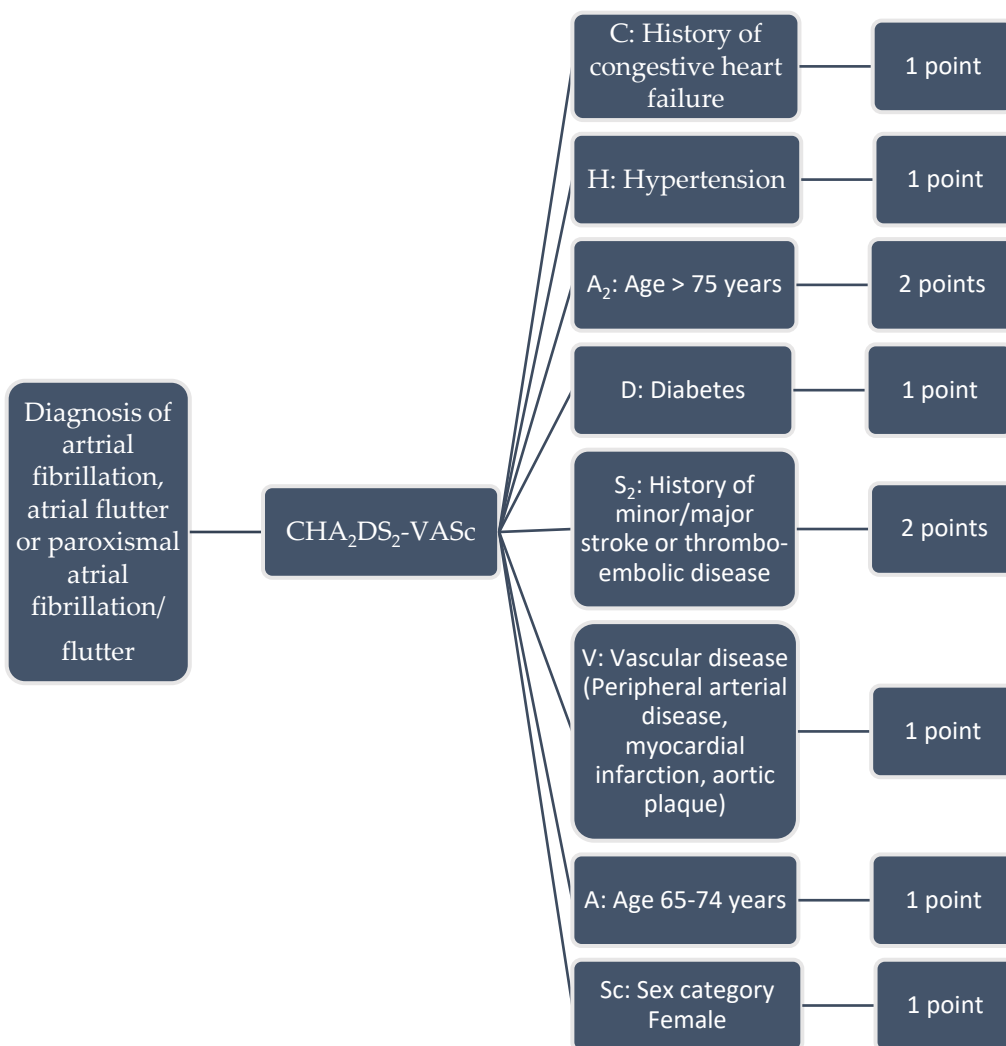 Diagnosis of
artrial
fibrillation,
atrial flutter
or paroxismal
atrial
fibrillation/
flutter
CHA₂DS₂-VASc
C: History of
congestive heart
failure
1 point
H: Hypertension
1 point
A₂: Age > 75 years
2 points
D: Diabetes
1 point
S₂: History of
minor/major
stroke or thrombo-
embolic disease
2 points
V: Vascular disease
(Peripheral arterial
disease,
myocardial
infarction, aortic
plaque)
1 point
A: Age 65-74 years
1 point
Sc: Sex category
Female
1 point